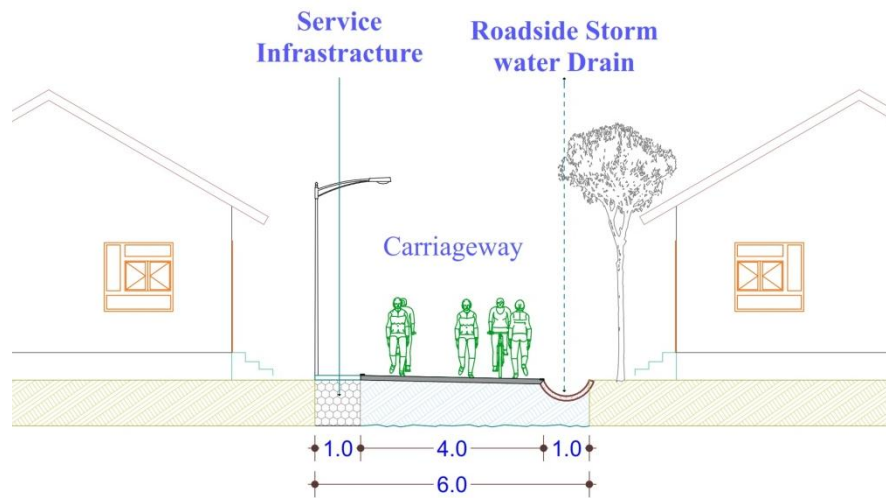 Service
Infrastracture
Roadside Storm
water Drain
Carriageway
1.0 4.0 1.0
6.0